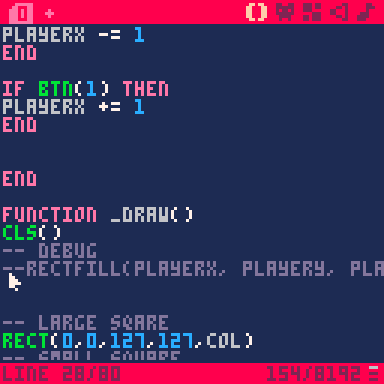 0 +
PLAYERX -= 1
END
IF BTN(1) THEN
PLAYERX += 1
END
END
FUNCTION _DRAW()
CLS()
-- DEBUG
--RECTFILL(PLAYERX, PLAYERY, PLA
-- LARGE SQARE
RECT(0,0,127,127,COL)
-- SMALL SQUARE
LINE 28/80 154/8192